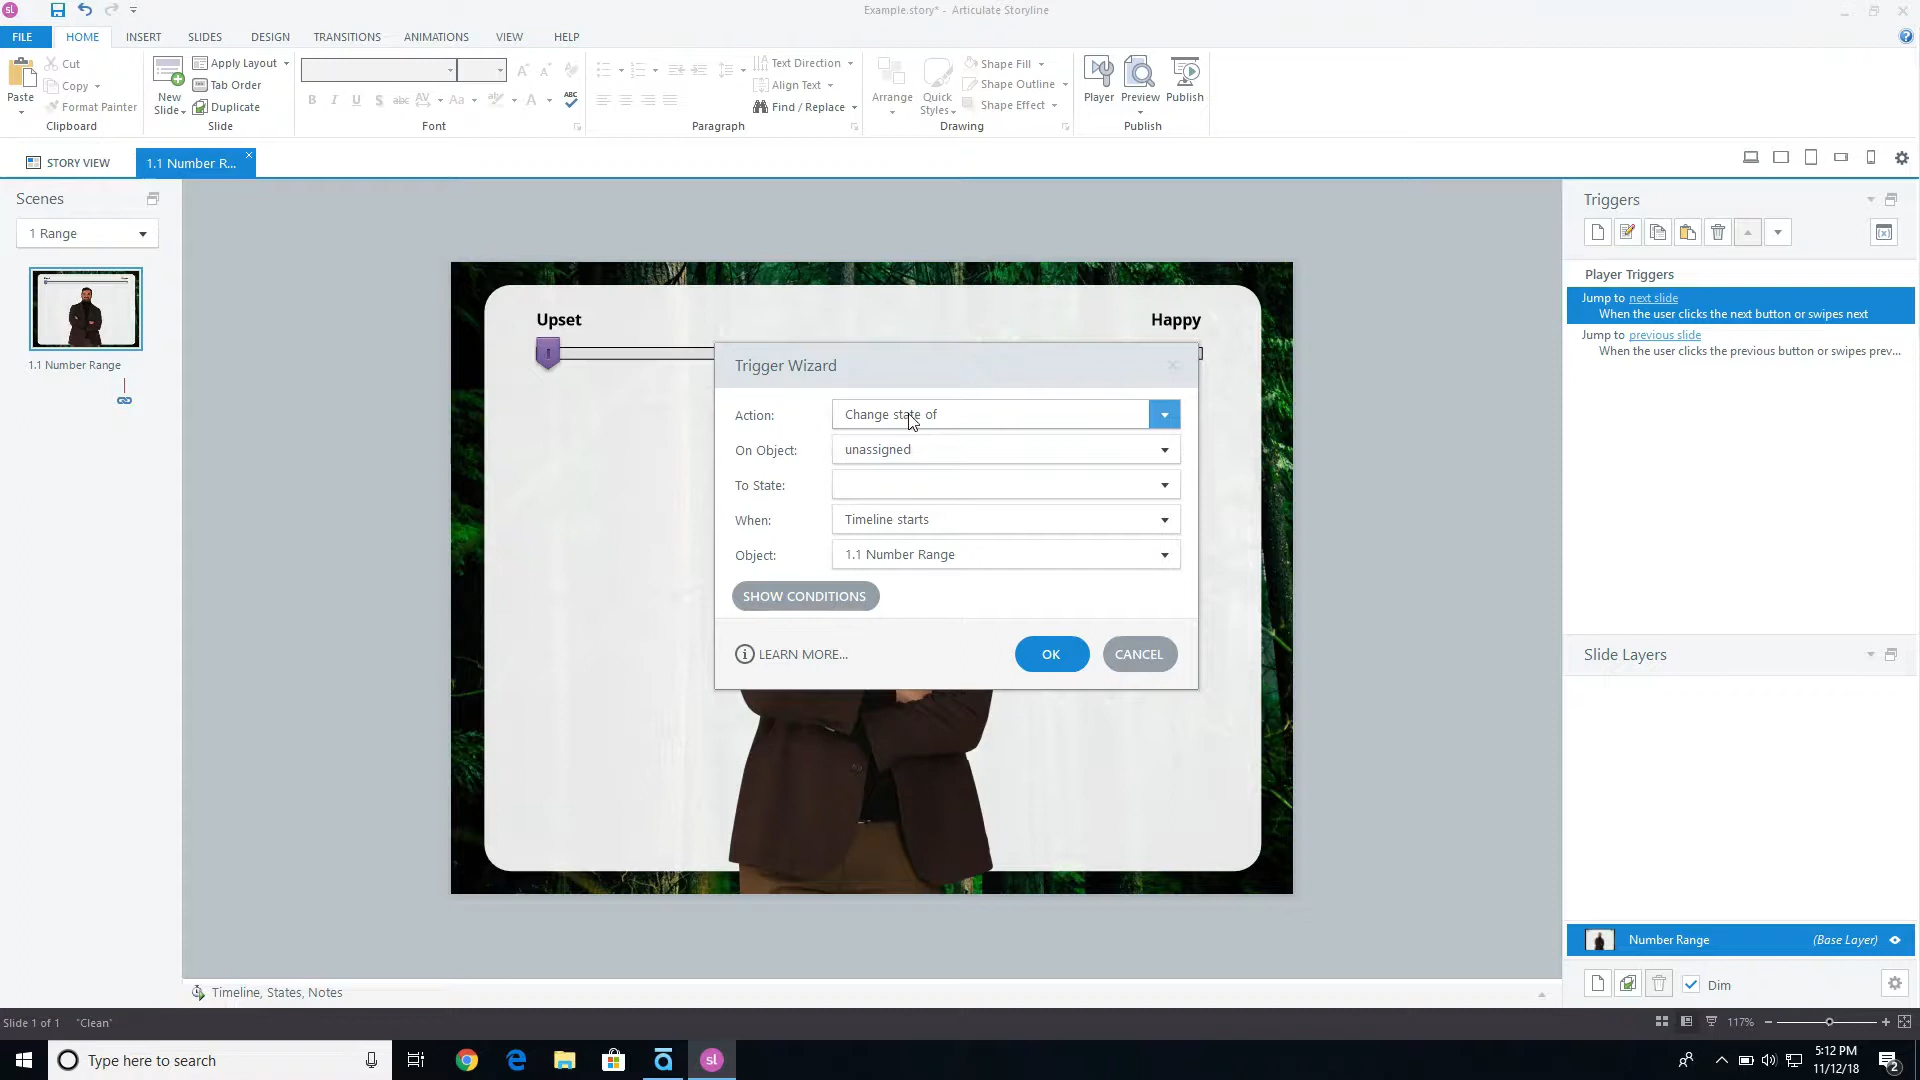 sl
Example.story* - Articulate Storyline
FILE HOME INSERT SLIDES DESIGN TRANSITIONS ANIMATIONS VIEW HELP
Paste
Cut
Copy
Format Painter
Clipboard
New Slide
Apply Layout
Tab Order
Duplicate
Slide
B I U S abc AV Aa A
ABC
Font
Text Direction
Align Text
Find / Replace
Paragraph
Arrange
Quick Styles
Shape Fill
Shape Outline
Shape Effect
Drawing
Player
Preview
Publish
Publish
STORY VIEW
1.1 Number R...
Scenes
1 Range
1.1 Number Range
Upset
Happy
Trigger Wizard
Action: Change state of
On Object: unassigned
To State:
When: Timeline starts
Object: 1.1 Number Range
SHOW CONDITIONS
LEARN MORE...
OK
CANCEL
Triggers
Player Triggers
Jump to next slide
When the user clicks the next button or swipes next
Jump to previous slide
When the user clicks the previous button or swipes prev...
Slide Layers
Number Range (Base Layer)
Dim
Timeline, States, Notes
Slide 1 of 1 "Clean"
117%
Type here to search
sl
5:12 PM
11/12/18
2